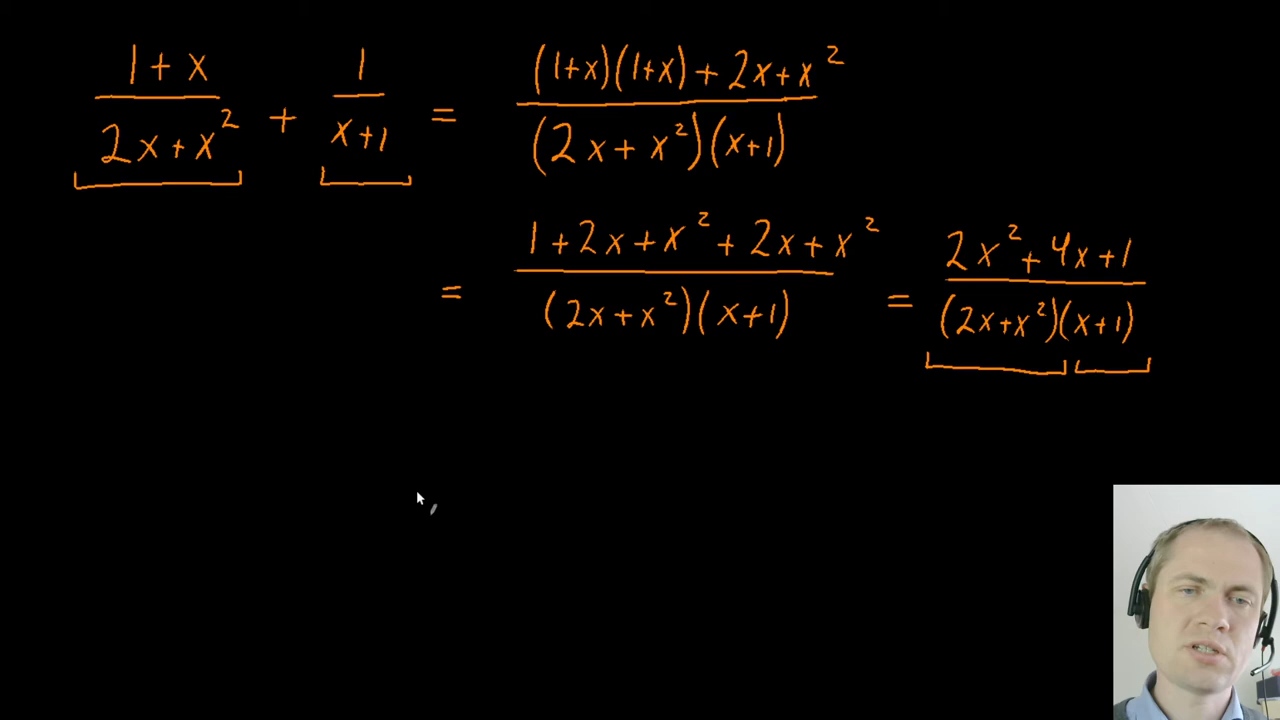 (1+x)/(2x+x²) + 1/(x+1) = ((1+x)(1+x)+2x+x²)/((2x+x²)(x+1))
= (1+2x+x²+2x+x²)/((2x+x²)(x+1)) = (2x²+4x+1)/((2x+x²)(x+1))